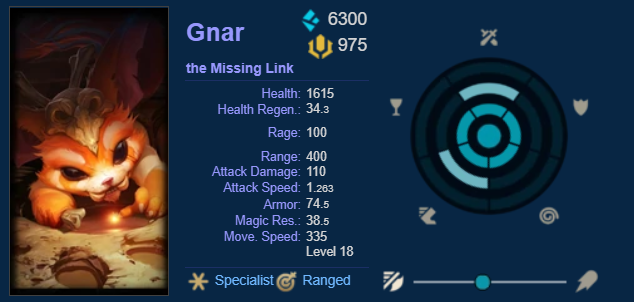 Gnar
6300
975
the Missing Link
Health: 1615
Health Regen.: 34.3
Rage: 100
Range: 400
Attack Damage: 110
Attack Speed: 1.263
Armor: 74.5
Magic Res.: 38.5
Move. Speed: 335
Level 18
Specialist Ranged